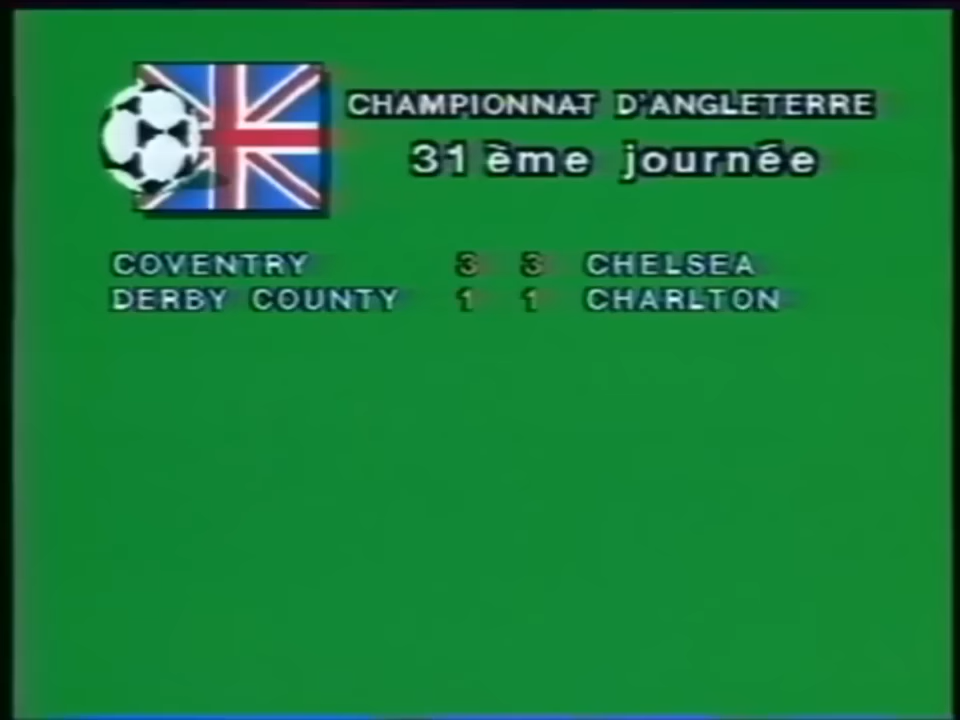 CHAMPIONNAT D'ANGLETERRE
31ème journée
COVENTRY 3 3 CHELSEA
DERBY COUNTY 1 1 CHARLTON